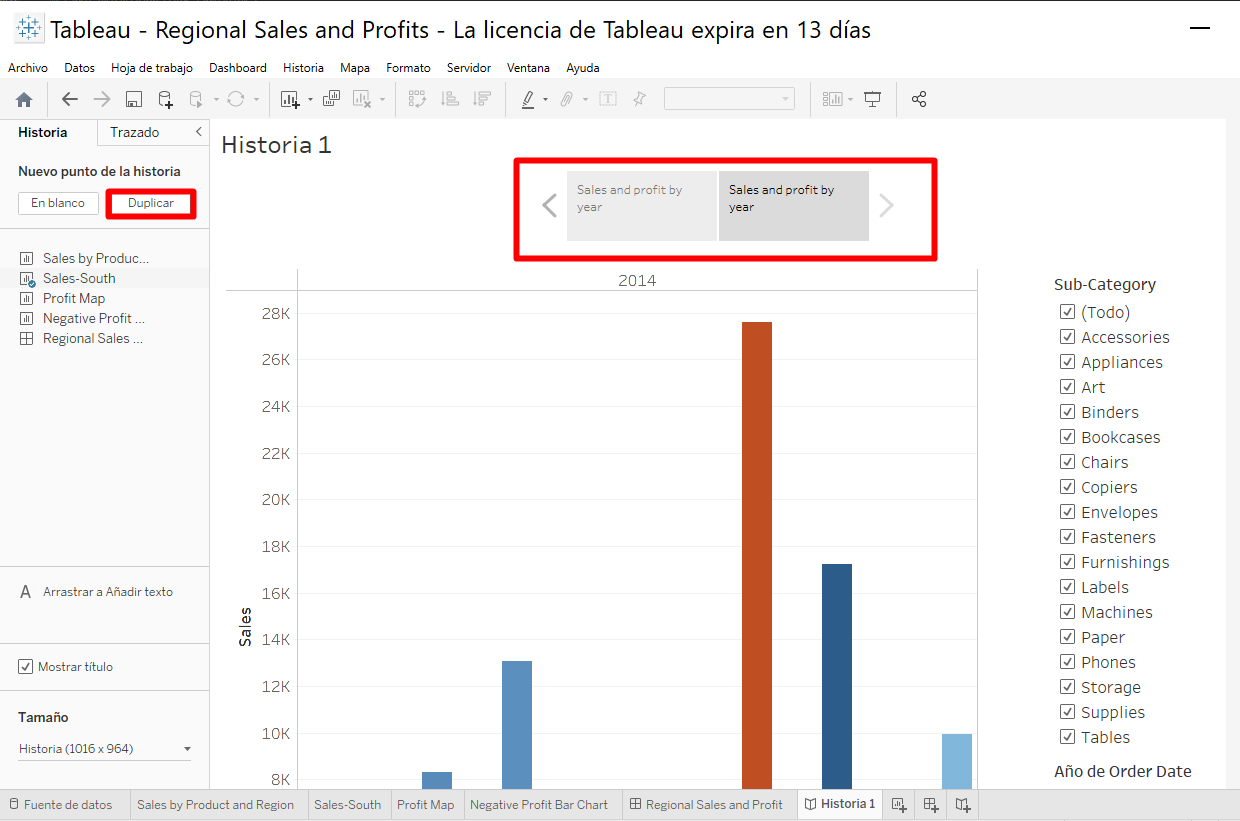 Tableau - Regional Sales and Profits - La licencia de Tableau expira en 13 días
Archivo Datos Hoja de trabajo Dashboard Historia Mapa Formato Servidor Ventana Ayuda
Historia Trazado
Nuevo punto de la historia
En blanco Duplicar
Sales by Produc...
Sales-South
Profit Map
Negative Profit ...
Regional Sales ...
A Arrastrar a Añadir texto
Mostrar título
Tamaño
Historia (1016 x 964)
Historia 1
Sales and profit by
year
Sales and profit by
year
2014
28K
26K
24K
22K
20K
18K
16K
14K
12K
10K
8K
Sales
Sub-Category
(Todo)
Accessories
Appliances
Art
Binders
Bookcases
Chairs
Copiers
Envelopes
Fasteners
Furnishings
Labels
Machines
Paper
Phones
Storage
Supplies
Tables
Año de Order Date
Fuente de datos Sales by Product and Region Sales-South Profit Map Negative Profit Bar Chart Regional Sales and Profit Historia 1